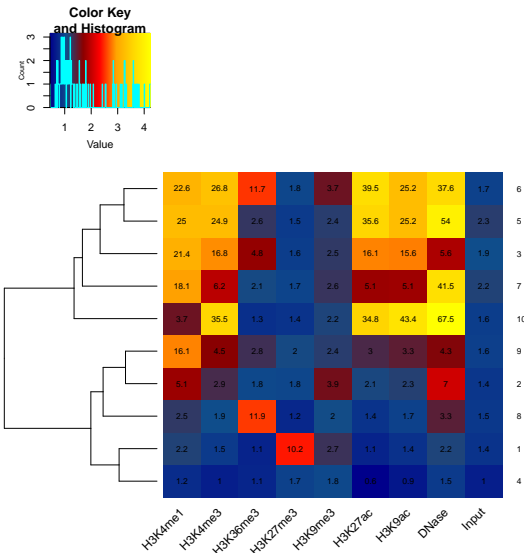 Color Key
and Histogram
Count
0 1 2 3
1 2 3 4
Value
22.6 26.8 11.7 1.8 3.7 39.5 25.2 37.6 1.7 6
25 24.9 2.6 1.5 2.4 35.6 25.2 54 2.3 5
21.4 16.8 4.6 1.6 2.5 16.1 15.6 5.6 1.9 3
18.1 6.2 2.1 1.7 2.6 5.1 5.1 41.5 2.2 7
3.7 35.5 1.3 1.4 2.2 34.8 43.4 67.5 1.6 10
16.1 4.5 2.8 2 2.4 3 3.3 4.3 1.6 9
5.1 2.9 1.8 1.8 3.9 2.1 2.3 7 1.4 2
2.5 1.9 11.9 1.2 2 1.4 1.7 3.3 1.5 8
2.2 1.5 1.1 10.2 2.7 1.1 1.4 2.2 1.4 1
1.2 1 1.1 1.7 1.8 0.9 1.5 1 4
H3K4me1 H3K4me3 H3K36me3 H3K27me3 H3K9me3 H3K27ac H3K9ac DNase Input